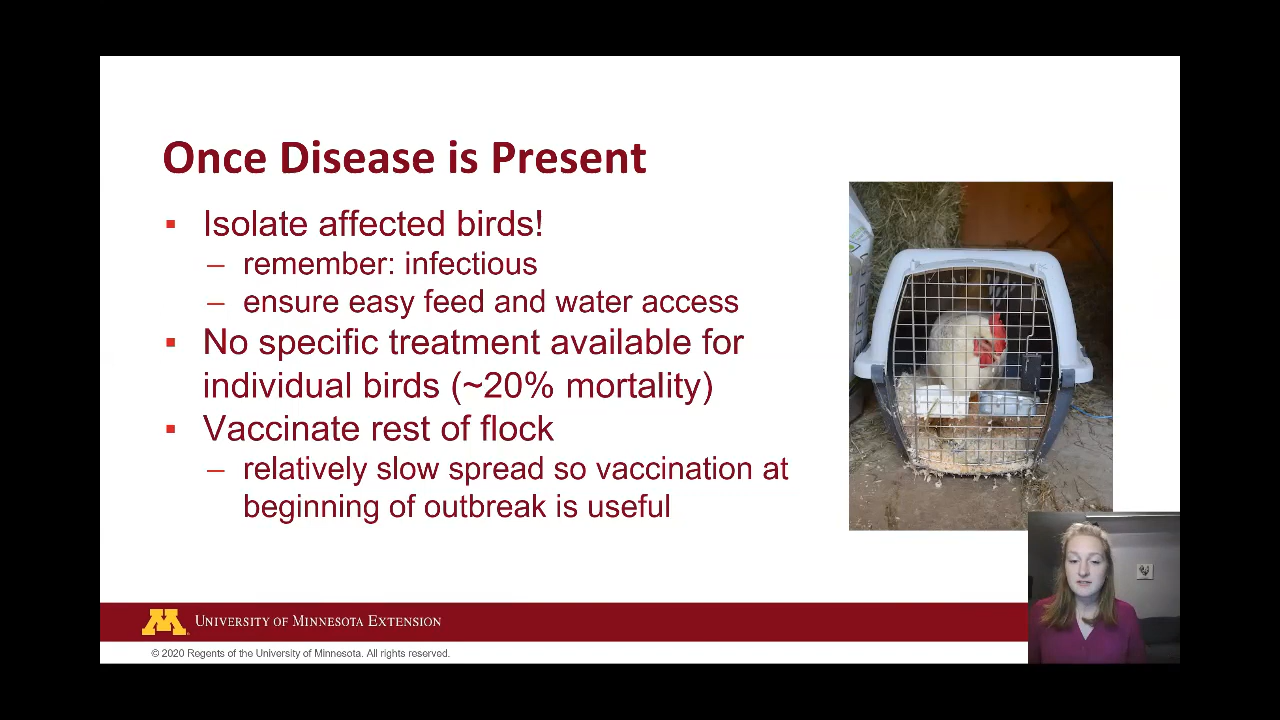 Once Disease is Present
▪ Isolate affected birds!
– remember: infectious
– ensure easy feed and water access
▪ No specific treatment available for
individual birds (~20% mortality)
▪ Vaccinate rest of flock
– relatively slow spread so vaccination at
beginning of outbreak is useful
M University of Minnesota Extension
© 2020 Regents of the University of Minnesota. All rights reserved.